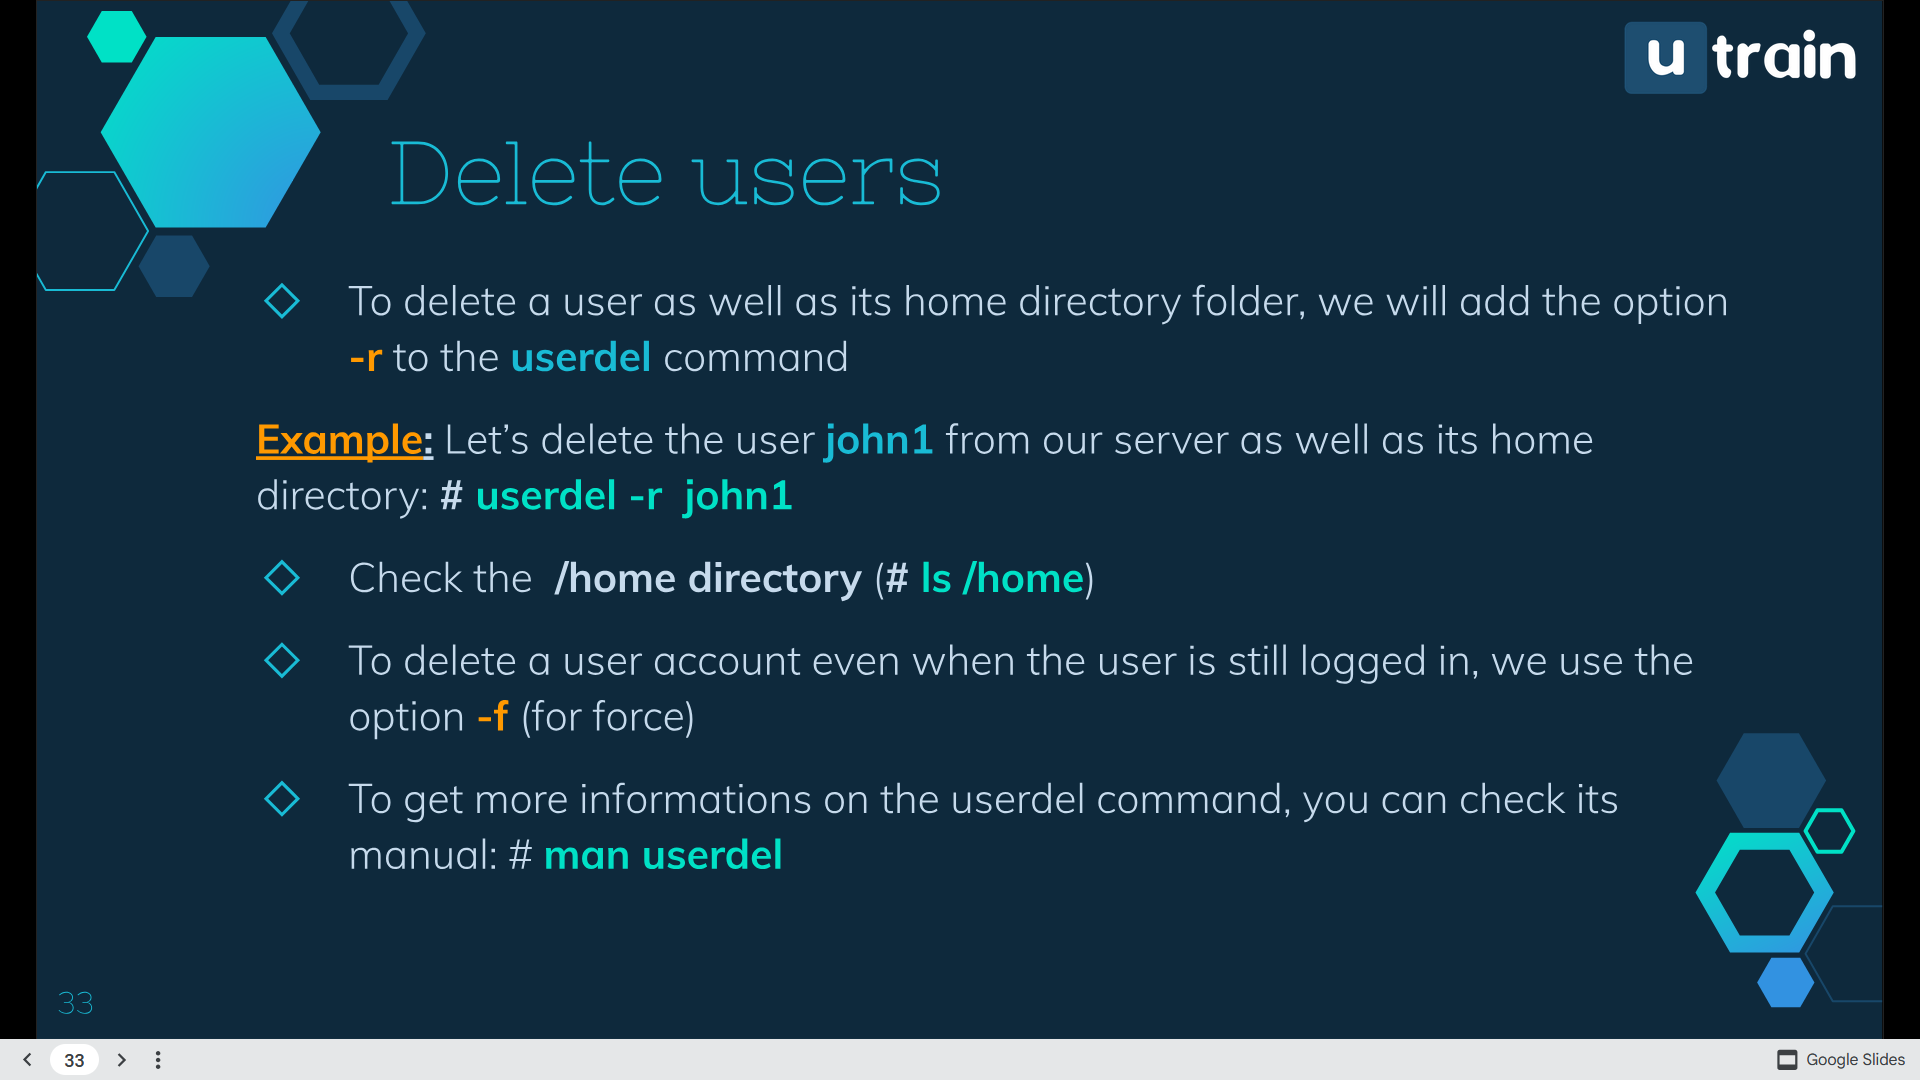 u train
Delete users
To delete a user as well as its home directory folder, we will add the option
-r to the userdel command
Example: Let’s delete the user john1 from our server as well as its home
directory: # userdel -r  john1
Check the  /home directory (# ls /home)
To delete a user account even when the user is still logged in, we use the
option -f (for force)
To get more informations on the userdel command, you can check its
manual: # man userdel
33
33
Google Slides